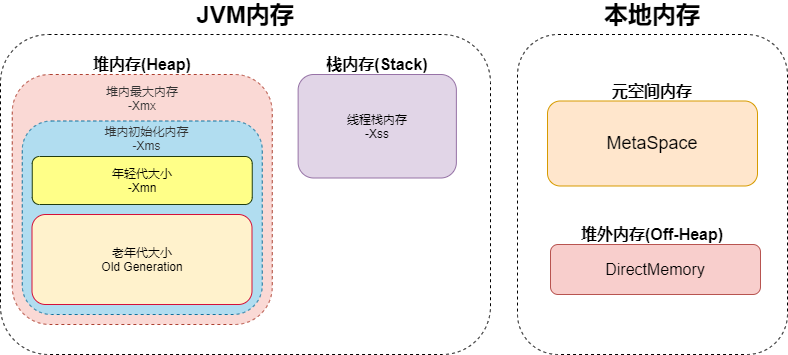 JVM内存
堆内存(Heap)
堆内最大内存
-Xmx
堆内初始化内存
-Xms
年轻代大小
-Xmn
老年代大小
Old Generation
栈内存(Stack)
线程栈内存
-Xss
本地内存
元空间内存
MetaSpace
堆外内存(Off-Heap)
DirectMemory